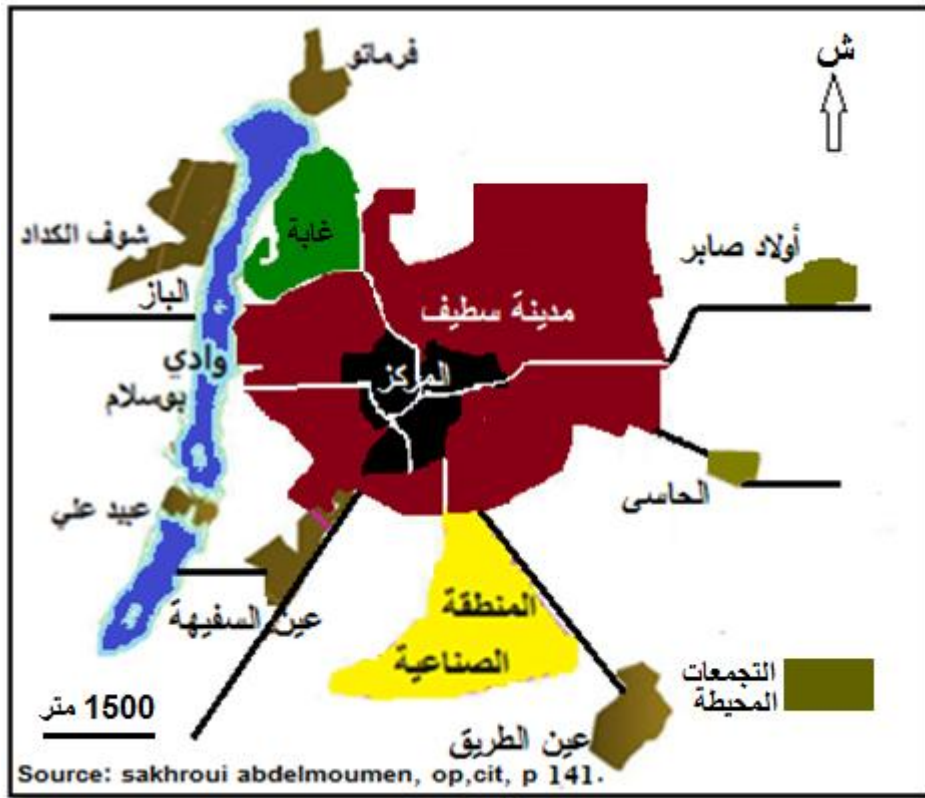 فرماتو
ش
غابة
شوف الكداد
أولاد صابر
الباز
مدينة سطيف
وادي
بوسلام
المركز
الحاسي
عبيد علي
عين السفيهة
المنطقة
الصناعية
التجمعات
المحيطة
1500 متر
عين الطريق
Source: sakhroui abdelmoumen, op,cit, p 141.